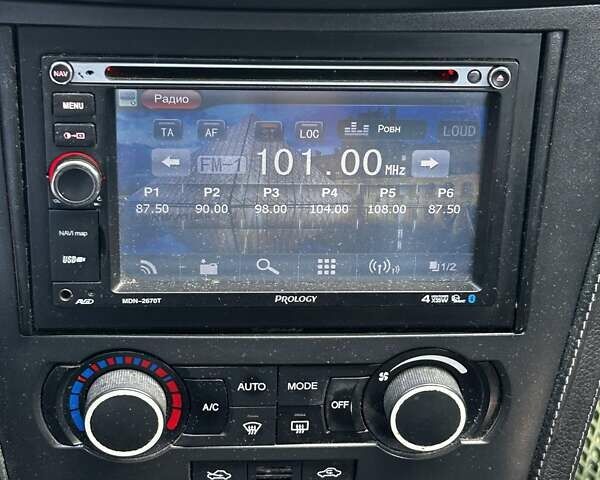 NAV
MENU
Радио
TA AF LOC Ровн LOUD
FM-1 101.00 MHz
P1 P2 P3 P4 P5 P6
87.50 90.00 98.00 104.00 108.00 87.50
NAVI map
USB
1/2
MDN-2670T PROLOGY
AUTO MODE
A/C OFF